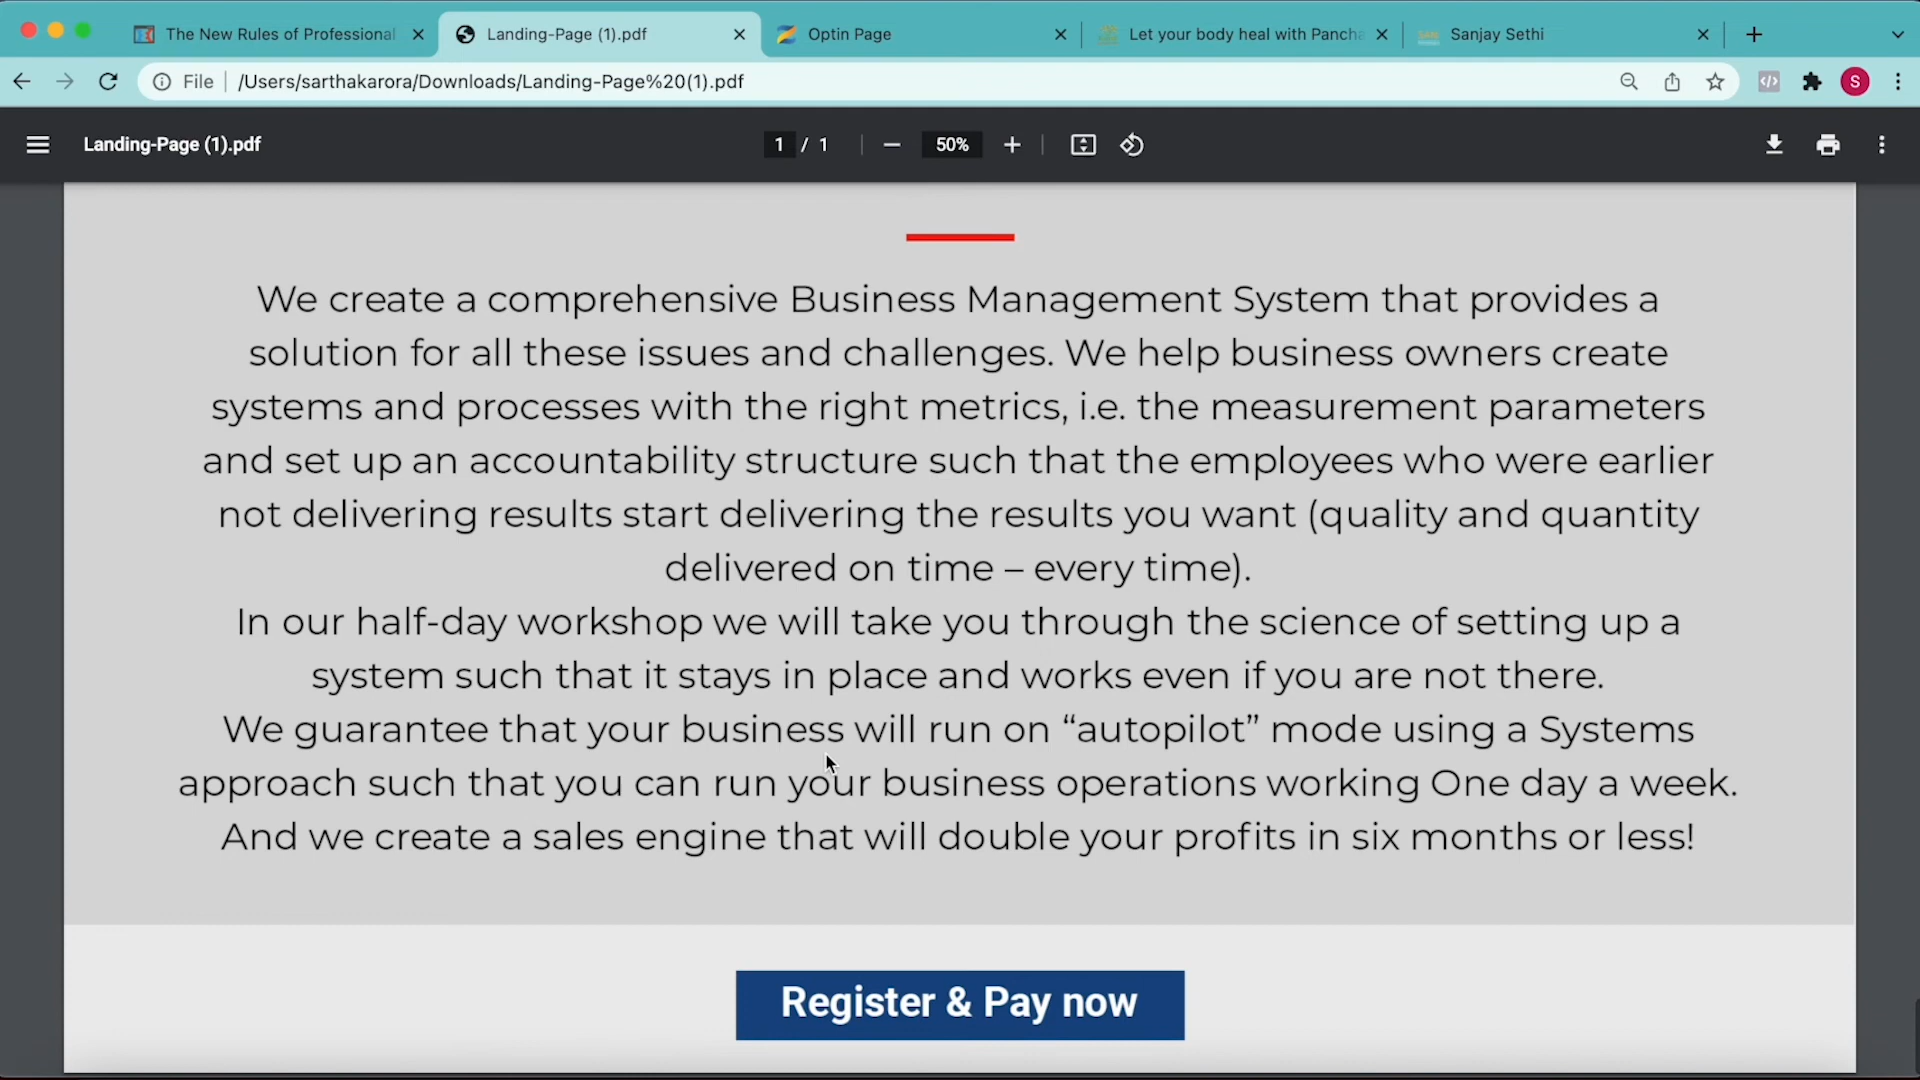 The New Rules of Professional
Landing-Page (1).pdf
Optin Page
Let your body heal with Pancha
Sanjay Sethi
File
/Users/sarthakarora/Downloads/Landing-Page%20(1).pdf
S
Landing-Page (1).pdf
1 / 1
50%
We create a comprehensive Business Management System that provides a
solution for all these issues and challenges. We help business owners create
systems and processes with the right metrics, i.e. the measurement parameters
and set up an accountability structure such that the employees who were earlier
not delivering results start delivering the results you want (quality and quantity
delivered on time – every time).
In our half-day workshop we will take you through the science of setting up a
system such that it stays in place and works even if you are not there.
We guarantee that your business will run on “autopilot” mode using a Systems
approach such that you can run your business operations working One day a week.
And we create a sales engine that will double your profits in six months or less!
Register & Pay now